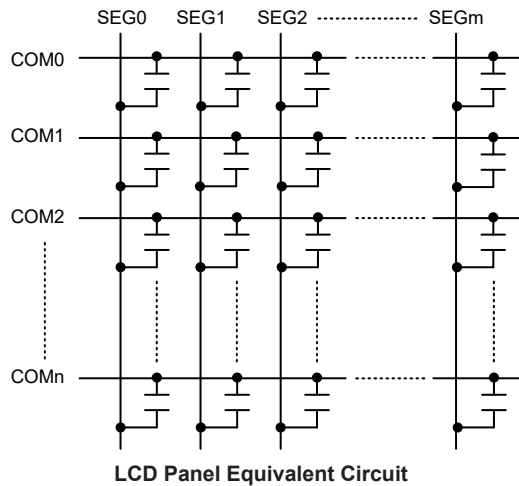 SEG0 SEG1 SEG2 SEGm
COM0
COM1
COM2
COMn
LCD Panel Equivalent Circuit